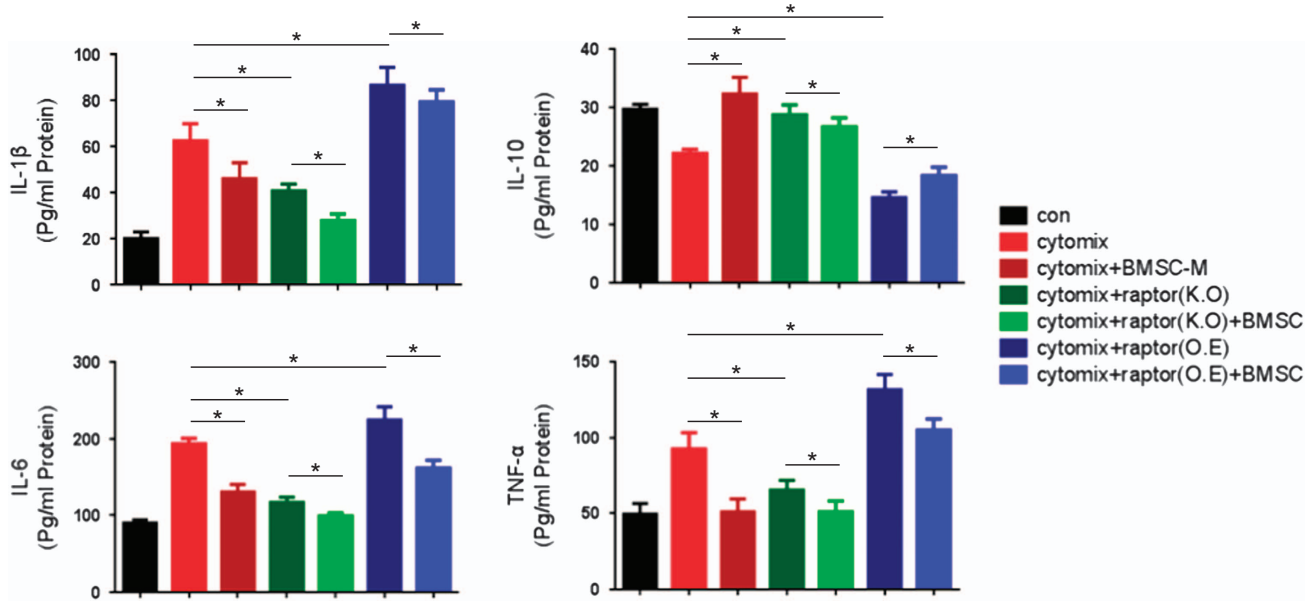 IL-1β
(Pg/ml Protein)
100
80
60
40
20
0
*
*
*
*
*
IL-10
(Pg/ml Protein)
40
30
20
10
0
*
*
*
*
*
IL-6
(Pg/ml Protein)
300
200
100
0
*
*
*
*
*
TNF-α
(Pg/ml Protein)
150
100
50
0
*
*
*
*
*
con
cytomix
cytomix+BMSC-M
cytomix+raptor(K.O)
cytomix+raptor(K.O)+BMSC
cytomix+raptor(O.E)
cytomix+raptor(O.E)+BMSC